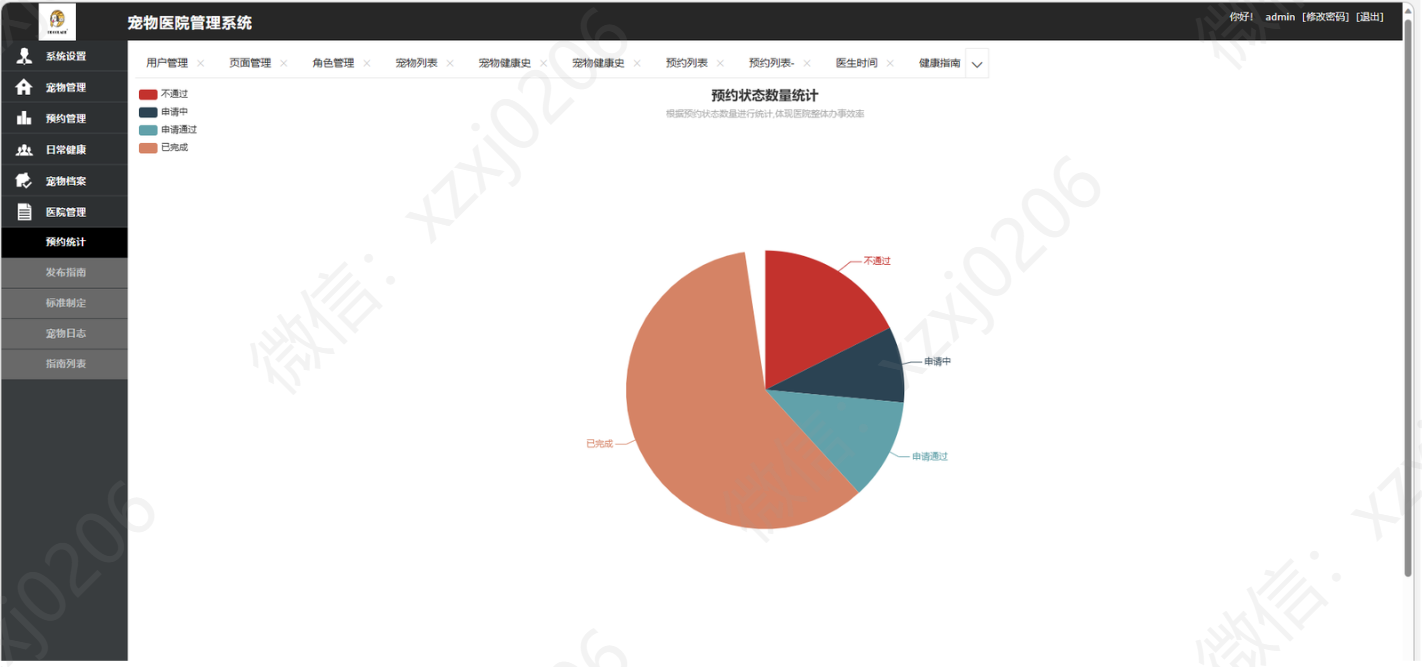 宠物医院管理系统
你好! admin [修改密码] [退出]
系统设置
宠物管理
预约管理
日常健康
宠物档案
医院管理
预约统计
发布指南
标准制定
宠物日志
指南列表
用户管理 × 页面管理 × 角色管理 × 宠物列表 × 宠物健康史 × 宠物健康史 × 预约列表 × 预约列表- × 医生时间 × 健康指南
不通过
申请中
申请通过
已完成
预约状态数量统计
根据预约状态数量进行统计,体现医院整体办事效率
不通过
申请中
申请通过
已完成
微信：xzxj0206
xzxj0206
微信：
微信：xz
xj0206